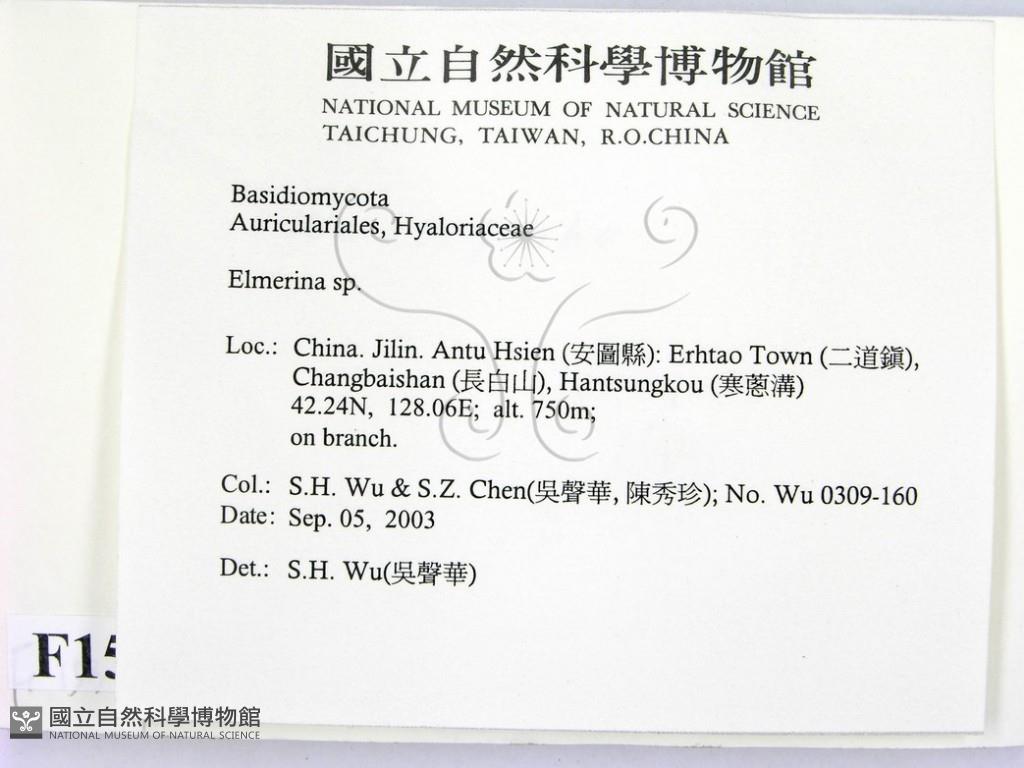 國立自然科學博物館
NATIONAL MUSEUM OF NATURAL SCIENCE
TAICHUNG, TAIWAN, R.O.CHINA
Basidiomycota
Auriculariales, Hyaloriaceae
Elmerina sp.
Loc.: China. Jilin. Antu Hsien (安圖縣): Erhtao Town (二道鎭),
Changbaishan (長白山), Hantsungkou (寒蔥溝)
42.24N, 128.06E; alt. 750m;
on branch.
Col.: S.H. Wu & S.Z. Chen(吳聲華, 陳秀珍); No. Wu 0309-160
Date: Sep. 05, 2003
Det.: S.H. Wu(吳聲華)
F15
國立自然科學博物館
NATIONAL MUSEUM OF NATURAL SCIENCE